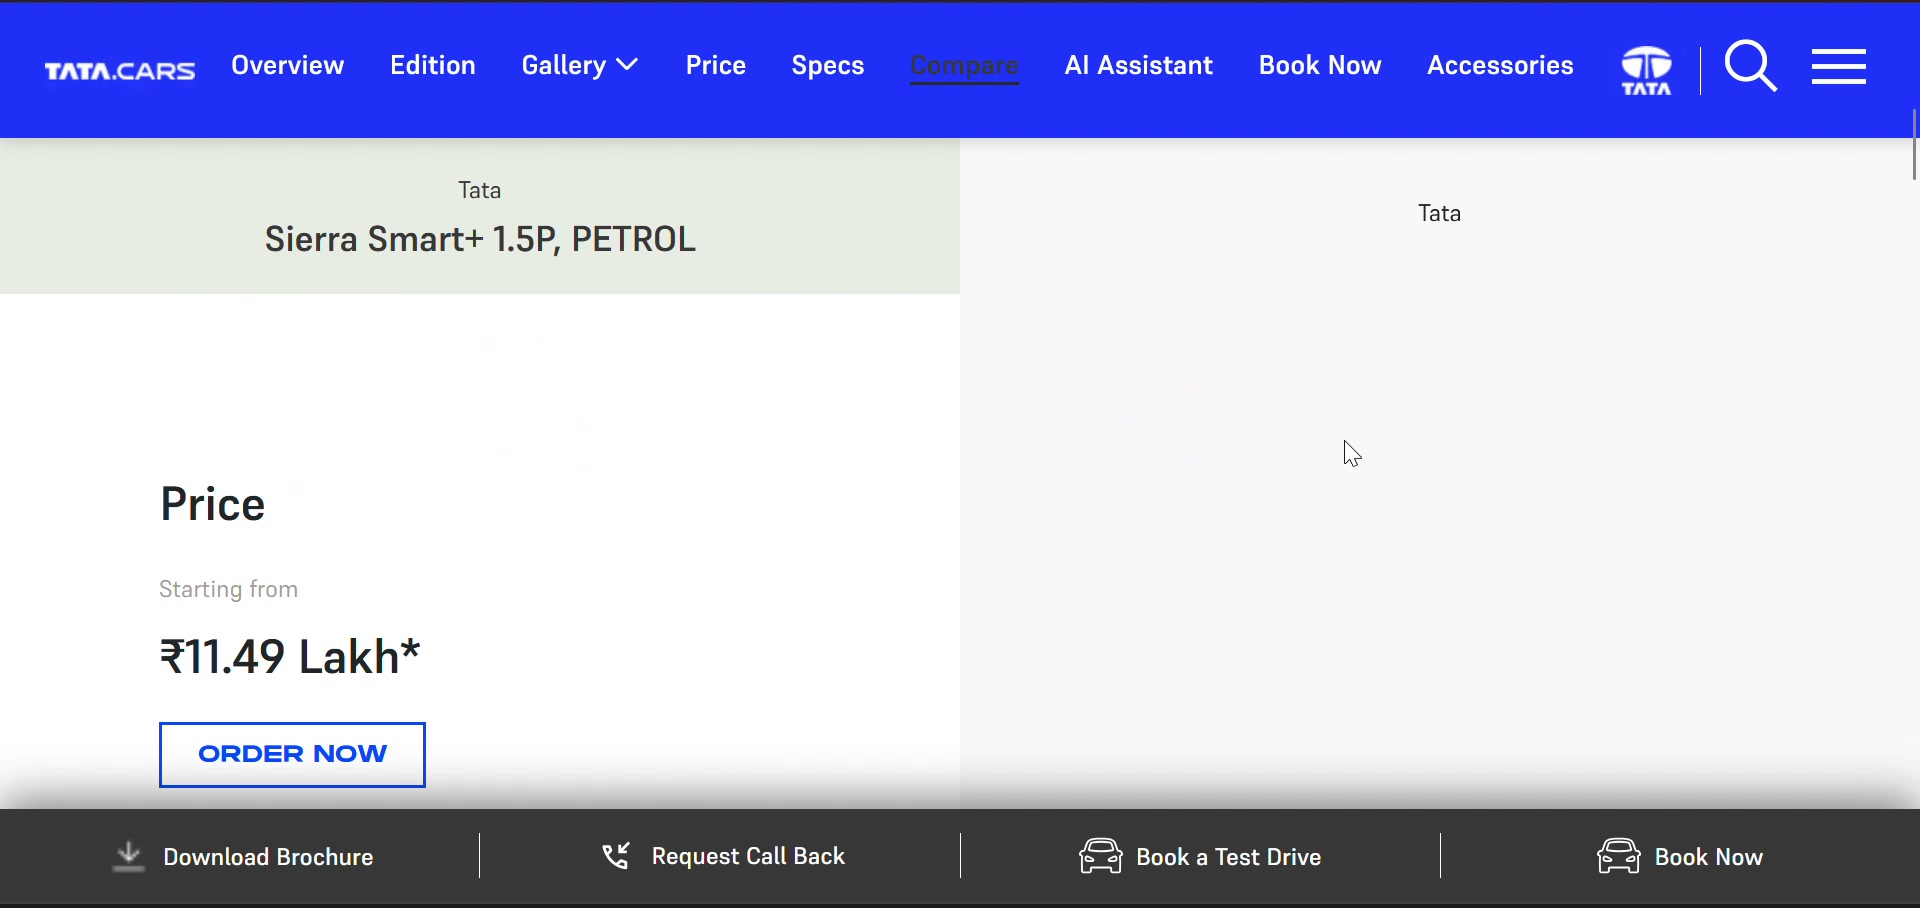 TATA.CARS Overview Edition Gallery Price Specs Compare AI Assistant Book Now Accessories TATA
Tata
Sierra Smart+ 1.5P, PETROL
Tata
Price
Starting from
₹11.49 Lakh*
ORDER NOW
Download Brochure Request Call Back Book a Test Drive Book Now